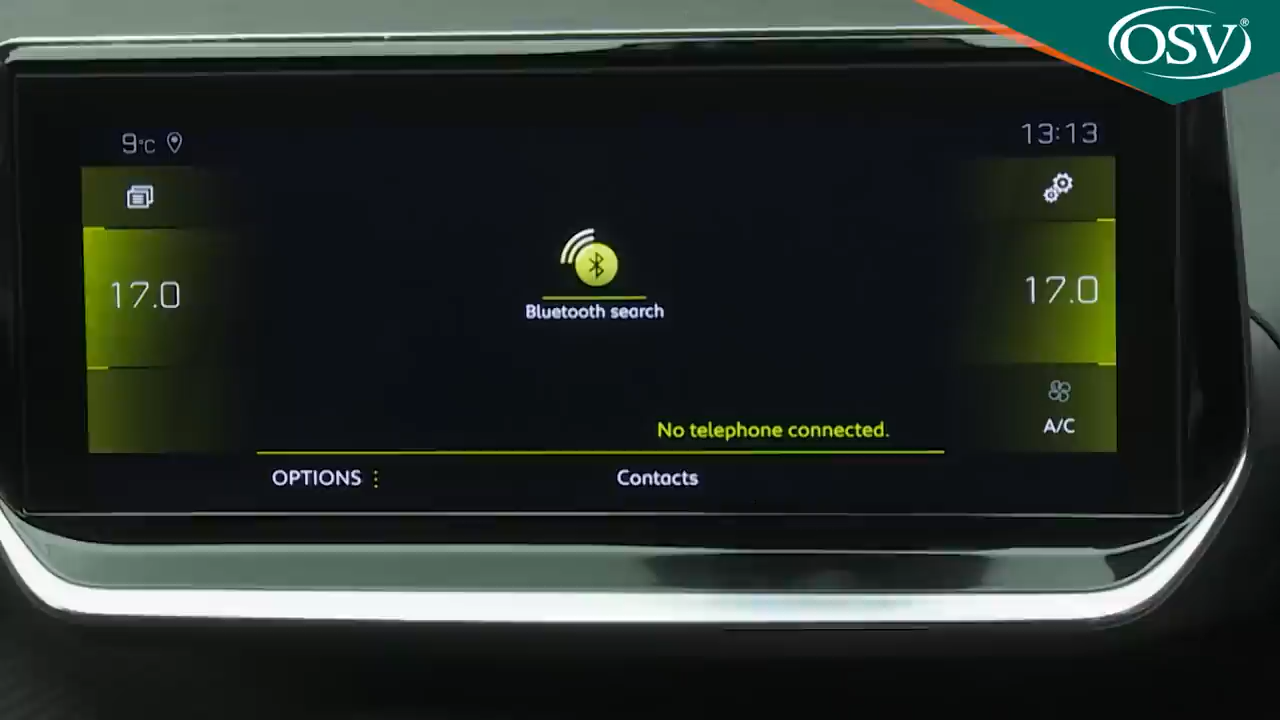 OSV®
9°C
13:13
17.0
17.0
Bluetooth search
No telephone connected.
A/C
OPTIONS
Contacts